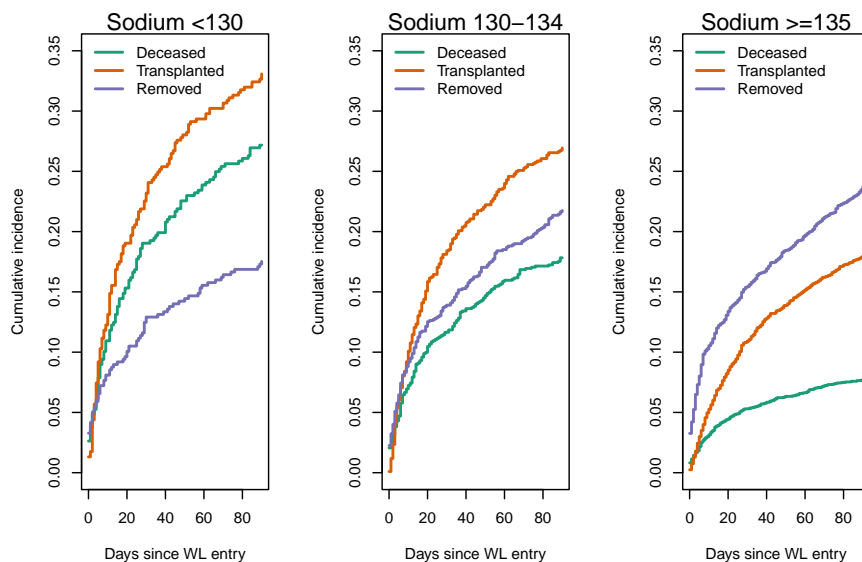 Sodium <130
Deceased
Transplanted
Removed
Cumulative incidence
0.35
0.30
0.25
0.20
0.15
0.10
0.05
0.00
0 20 40 60 80
Days since WL entry
Sodium 130−134
Deceased
Transplanted
Removed
Cumulative incidence
0.35
0.30
0.25
0.20
0.15
0.10
0.05
0.00
0 20 40 60 80
Days since WL entry
Sodium >=135
Deceased
Transplanted
Removed
Cumulative incidence
0.35
0.30
0.25
0.20
0.15
0.10
0.05
0.00
0 20 40 60 80
Days since WL entry